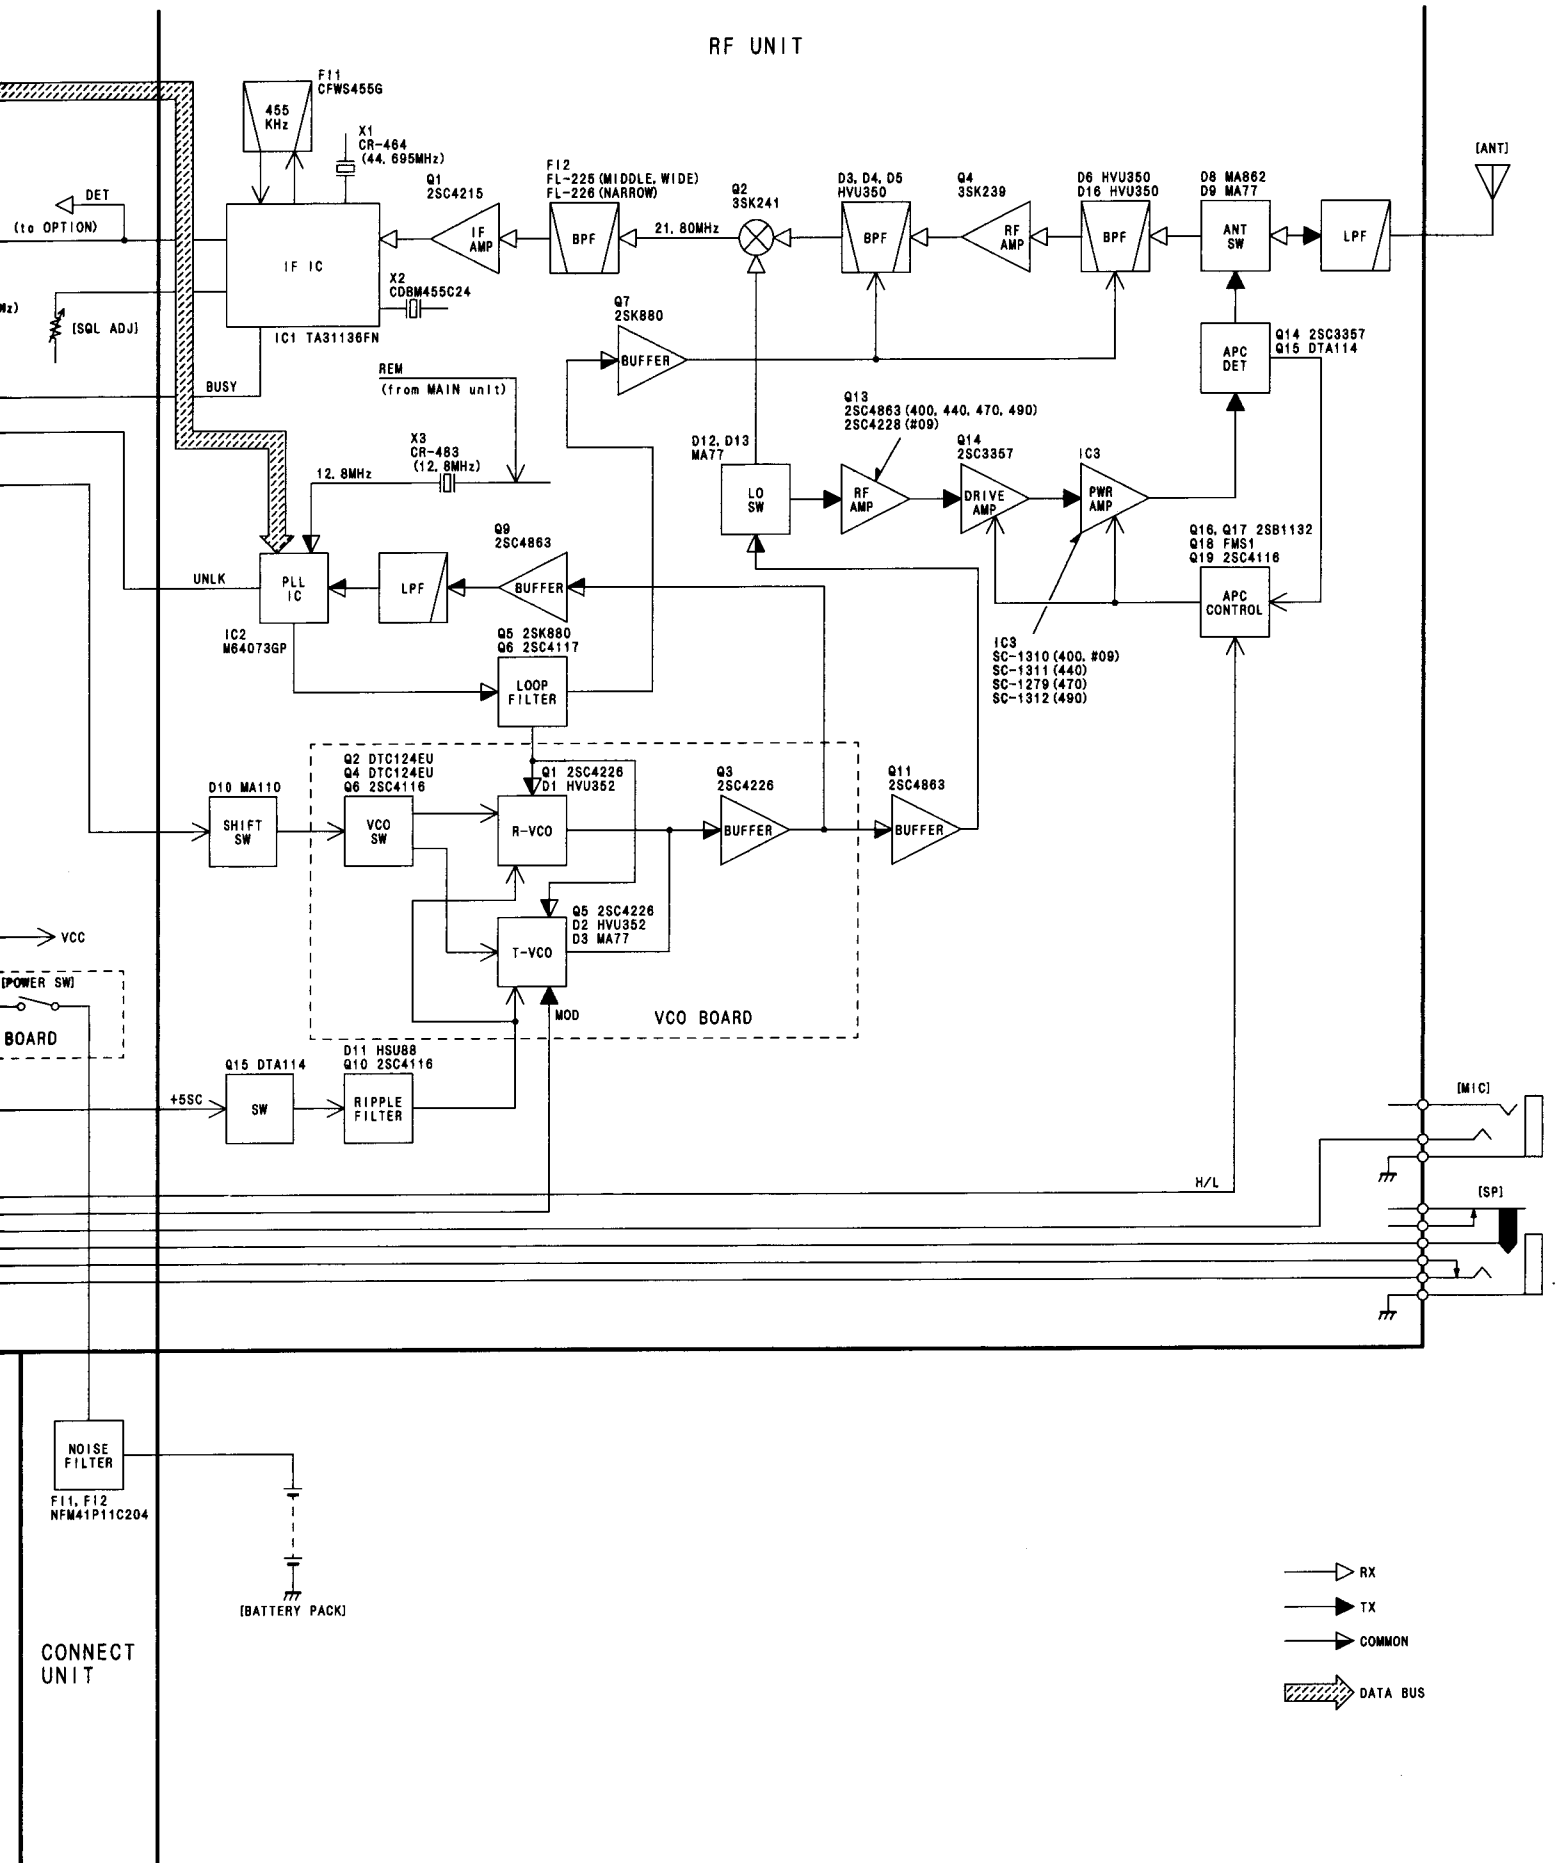 RF UNIT
FI1
CFWS455G
455
KHz
X1
CR-464
(44.695MHz)
Q1
2SC4215
FI2
FL-225(MIDDLE,WIDE)
FL-226(NARROW)
Q2
3SK241
D3, D4, D5
HVU350
Q4
3SK239
D6 HVU350
D16 HVU350
D8 MA862
D9 MA77
[ANT]
DET
(to OPTION)
IF IC
IF
AMP
BPF
21.80MHz
BPF
RF
AMP
BPF
ANT
SW
LPF
X2
CDBM455C24
[SQL ADJ]
IC1 TA31136FN
Q7
2SK880
BUFFER
APC
DET
Q14 2SC3357
Q15 DTA114
BUSY
REM
(from MAIN unit)
Q13
2SC4863(400, 440, 470, 490)
2SC4228(#09)
X3
CR-483
(12.8MHz)
12.8MHz
D12, D13
MA77
LO
SW
RF
AMP
Q14
2SC3357
DRIVE
AMP
IC3
PWR
AMP
Q9
2SC4863
Q16, Q17 2SB1132
Q18 FMS1
Q19 2SC4116
UNLK
PLL
IC
LPF
BUFFER
APC
CONTROL
IC2
M64073GP
Q5 2SK880
Q6 2SC4117
LOOP
FILTER
IC3
SC-1310(400, #09)
SC-1311(440)
SC-1279(470)
SC-1312(490)
D10 MA110
SHIFT
SW
Q2 DTC124EU
Q4 DTC124EU
Q6 2SC4116
VCO
SW
Q1 2SC4226
D1 HVU352
R-VCO
Q3
2SC4226
BUFFER
Q11
2SC4863
BUFFER
VCC
Q5 2SC4226
D2 HVU352
D3 MA77
T-VCO
[POWER SW]
BOARD
MOD
VCO BOARD
Q15 DTA114
+5SC
SW
D11 HSU88
Q10 2SC4116
RIPPLE
FILTER
[MIC]
H/L
[SP]
NOISE
FILTER
FI1, FI2
NFM41P11C204
[BATTERY PACK]
CONNECT
UNIT
RX
TX
COMMON
DATA BUS